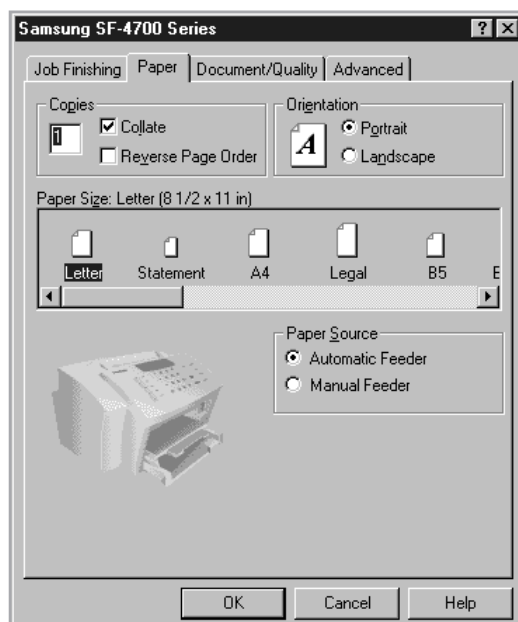 Samsung SF-4700 Series
Job Finishing Paper Document/Quality Advanced
Copies
1
Collate
Reverse Page Order
Orientation
A
Portrait
Landscape
Paper Size: Letter (8 1/2 x 11 in)
Letter Statement A4 Legal B5 E
Paper Source
Automatic Feeder
Manual Feeder
OK Cancel Help